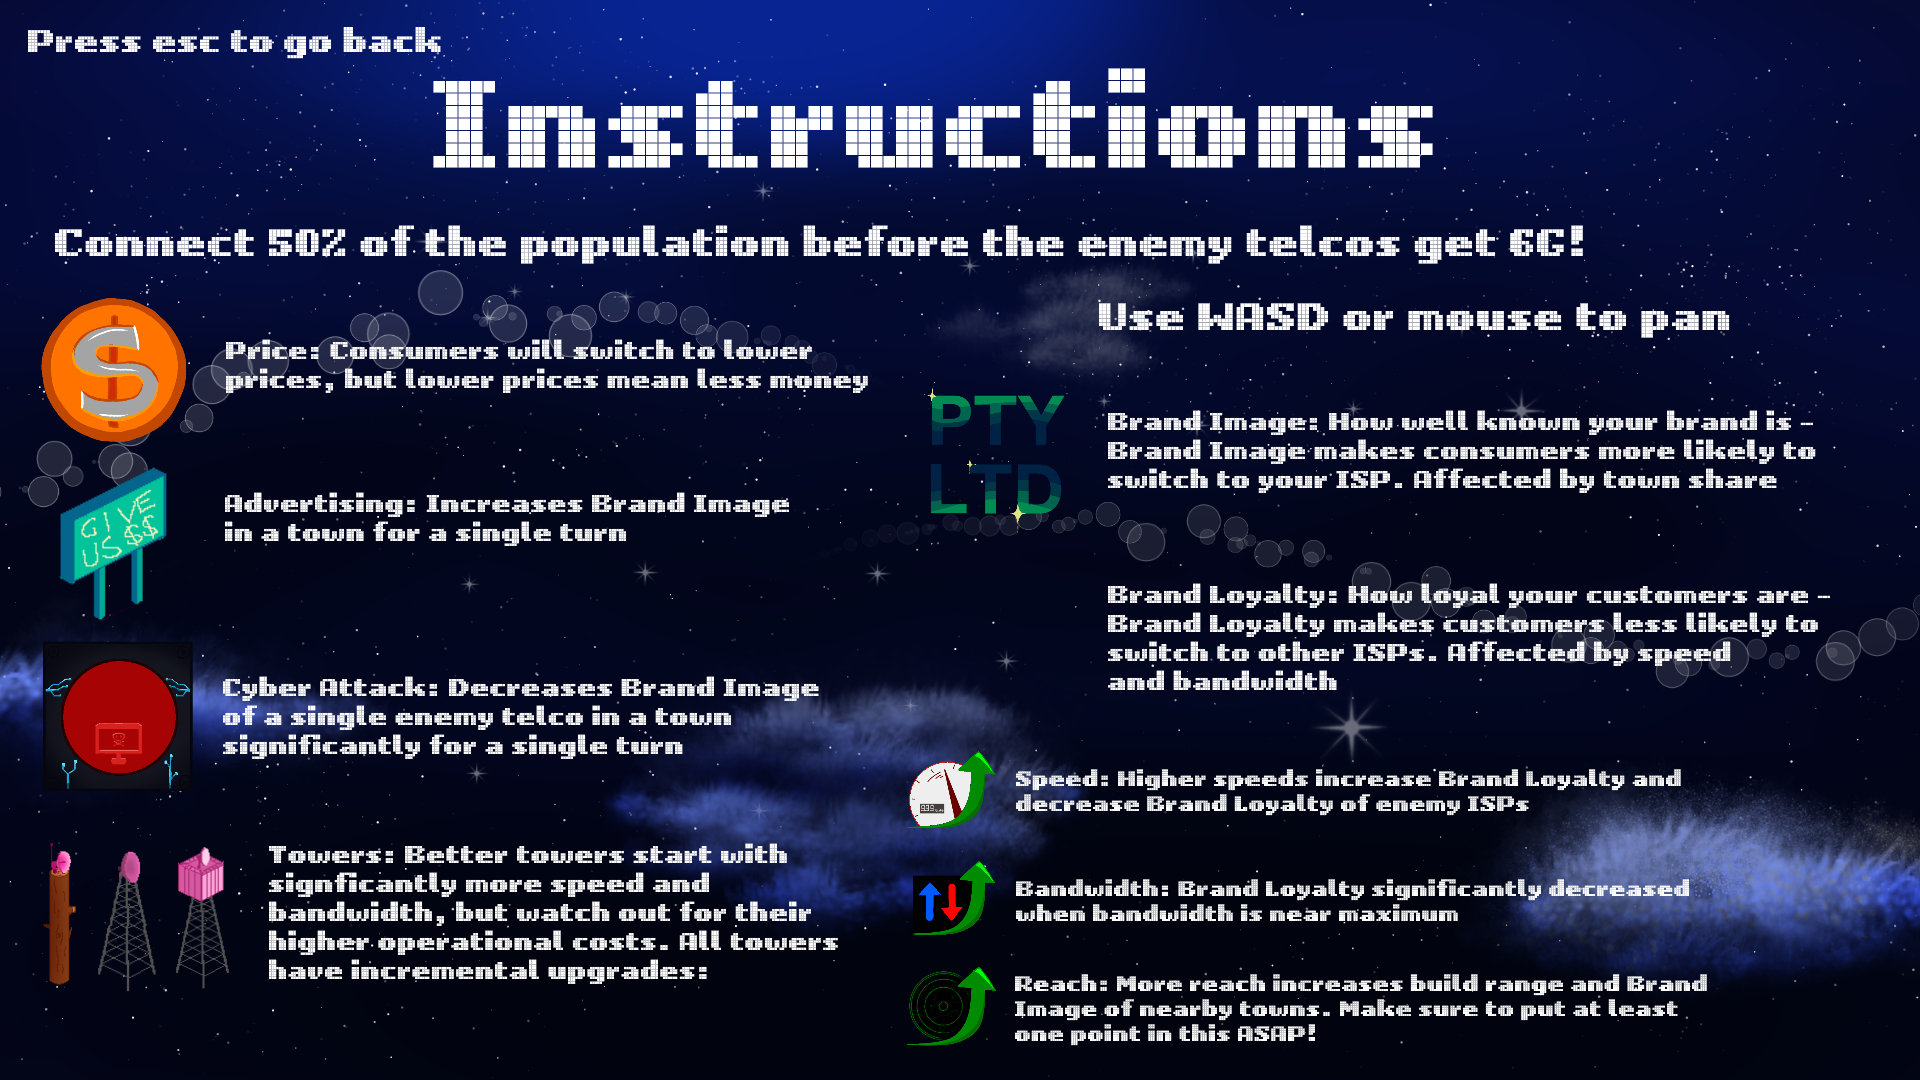 Press esc to go back
Instructions
Connect 50% of the population before the enemy telcos get 6G!
Price: Consumers will switch to lower
prices, but lower prices mean less money
GIVE
US $$
Advertising: Increases Brand Image
in a town for a single turn
Cyber Attack: Decreases Brand Image
of a single enemy telco in a town
significantly for a single turn
Towers: Better towers start with
signficantly more speed and
bandwidth, but watch out for their
higher operational costs. All towers
have incremental upgrades:
Use WASD or mouse to pan
PTY
LTD
Brand Image: How well known your brand is -
Brand Image makes consumers more likely to
switch to your ISP. Affected by town share
Brand Loyalty: How loyal your customers are -
Brand Loyalty makes customers less likely to
switch to other ISPs. Affected by speed
and bandwidth
Speed: Higher speeds increase Brand Loyalty and
decrease Brand Loyalty of enemy ISPs
Bandwidth: Brand Loyalty significantly decreased
when bandwidth is near maximum
Reach: More reach increases build range and Brand
Image of nearby towns. Make sure to put at least
one point in this ASAP!